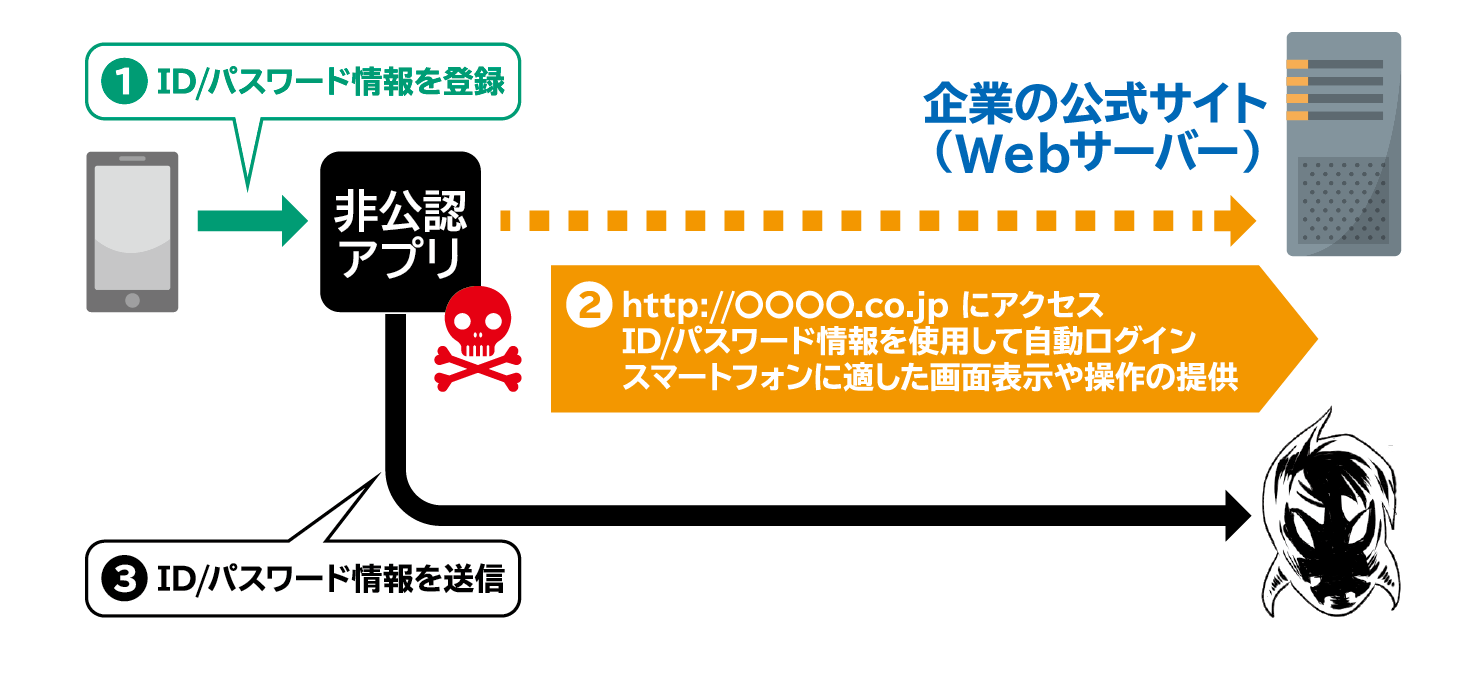 ❶ ID/パスワード情報を登録
企業の公式サイト
（Webサーバー）
非公認
アプリ
❷ http://〇〇〇〇.co.jp にアクセス
ID/パスワード情報を使用して自動ログイン
スマートフォンに適した画面表示や操作の提供
❸ ID/パスワード情報を送信